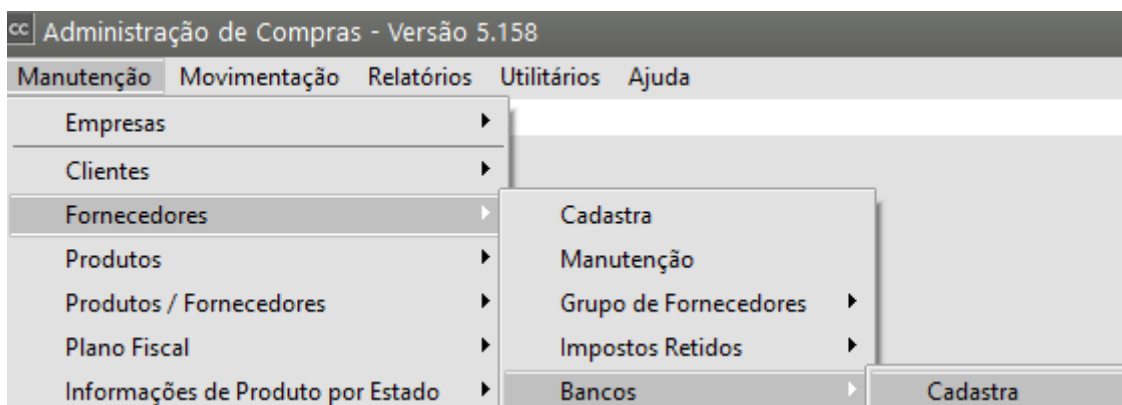 cc Administração de Compras - Versão 5.158
Manutenção Movimentação Relatórios Utilitários Ajuda
Empresas
Clientes
Fornecedores
Produtos
Produtos / Fornecedores
Plano Fiscal
Informações de Produto por Estado
Cadastra
Manutenção
Grupo de Fornecedores
Impostos Retidos
Bancos
Cadastra